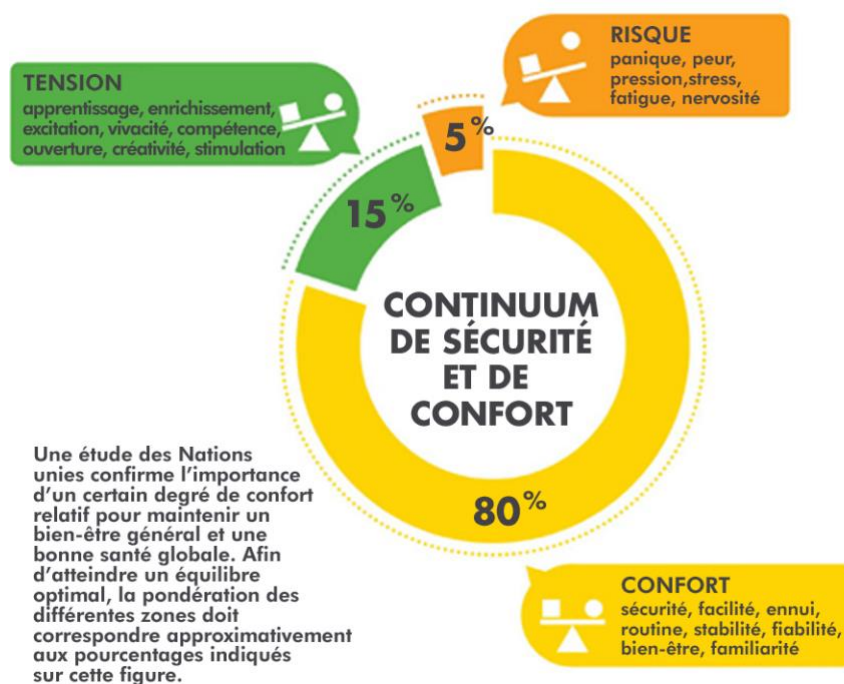 RISQUE
panique, peur,
pression,stress,
fatigue, nervosité
TENSION
apprentissage, enrichissement,
excitation, vivacité, compétence,
ouverture, créativité, stimulation
5%
15%
CONTINUUM
DE SÉCURITÉ
ET DE
CONFORT
80%
Une étude des Nations
unies confirme l'importance
d'un certain degré de confort
relatif pour maintenir un
bien-être général et une
bonne santé globale. Afin
d'atteindre un équilibre
optimal, la pondération des
différentes zones doit
correspondre approximativement
aux pourcentages indiqués
sur cette figure.
CONFORT
sécurité, facilité, ennui,
routine, stabilité, fiabilité,
bien-être, familiarité